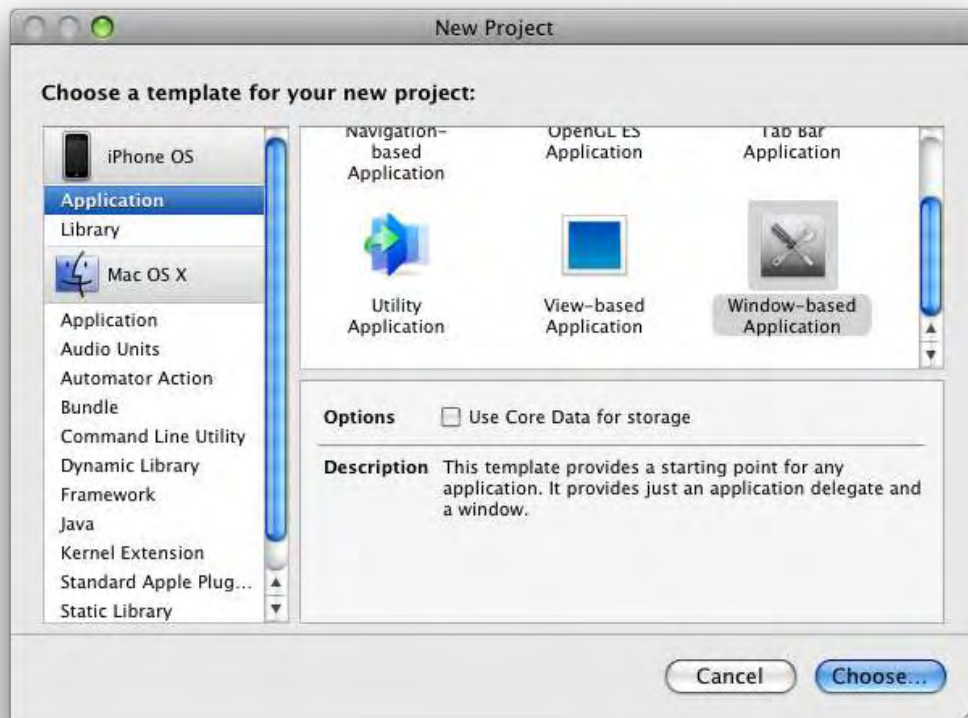 New Project
Choose a template for your new project:
iPhone OS
Application
Library
Mac OS X
Application
Audio Units
Automator Action
Bundle
Command Line Utility
Dynamic Library
Framework
Java
Kernel Extension
Standard Apple Plug...
Static Library
Navigation-
based
Application
OpenGL ES
Application
Tab Bar
Application
Utility
Application
View-based
Application
Window-based
Application
Options Use Core Data for storage
Description This template provides a starting point for any
application. It provides just an application delegate and
a window.
Cancel Choose...